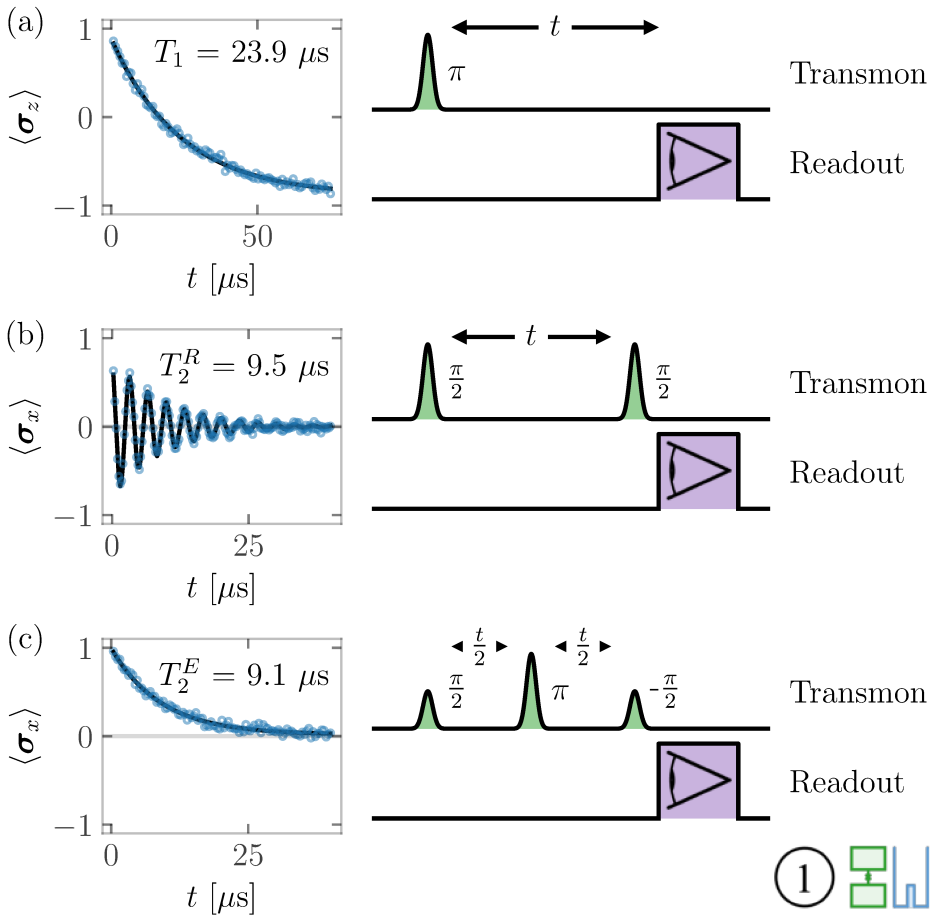 (a)
1
0
−1
⟨σ_z⟩
T_1 = 23.9 μs
0 50
t [μs]
t
π
Transmon
Readout
(b)
1
0
−1
⟨σ_x⟩
T_2^R = 9.5 μs
0 25
t [μs]
t
π/2 π/2
Transmon
Readout
(c)
1
0
−1
⟨σ_x⟩
T_2^E = 9.1 μs
0 25
t [μs]
t/2 t/2
π/2 π -π/2
Transmon
Readout
1